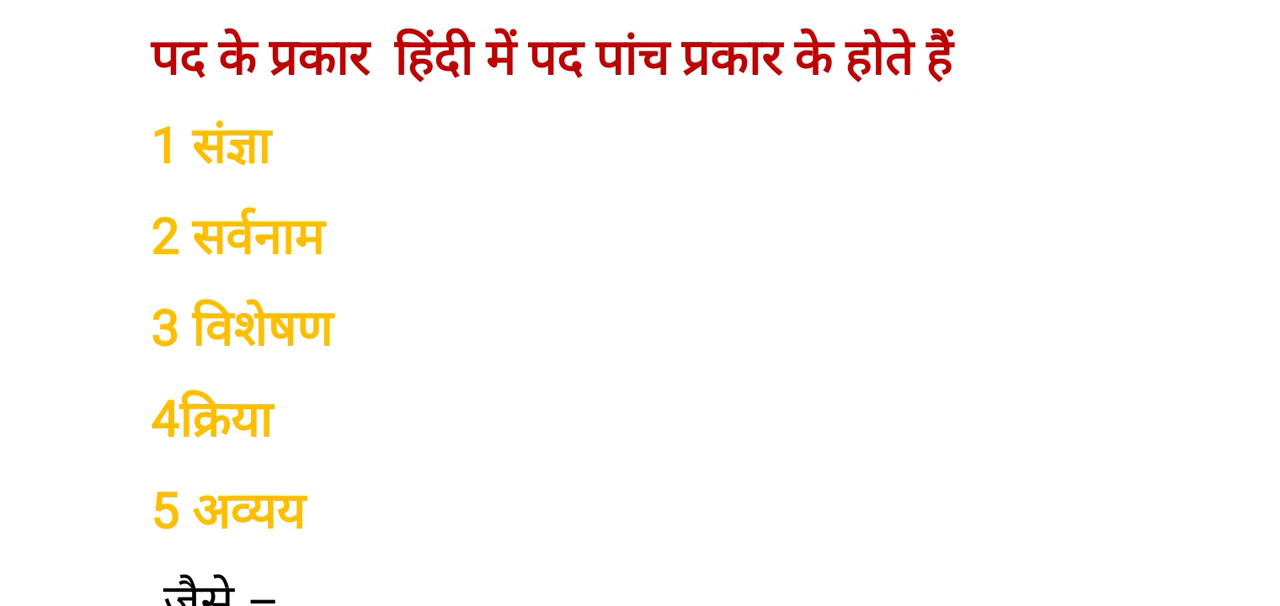 पद के प्रकार  हिंदी में पद पांच प्रकार के होते हैं
1 संज्ञा
2 सर्वनाम
3 विशेषण
4क्रिया
5 अव्यय
जैसे –